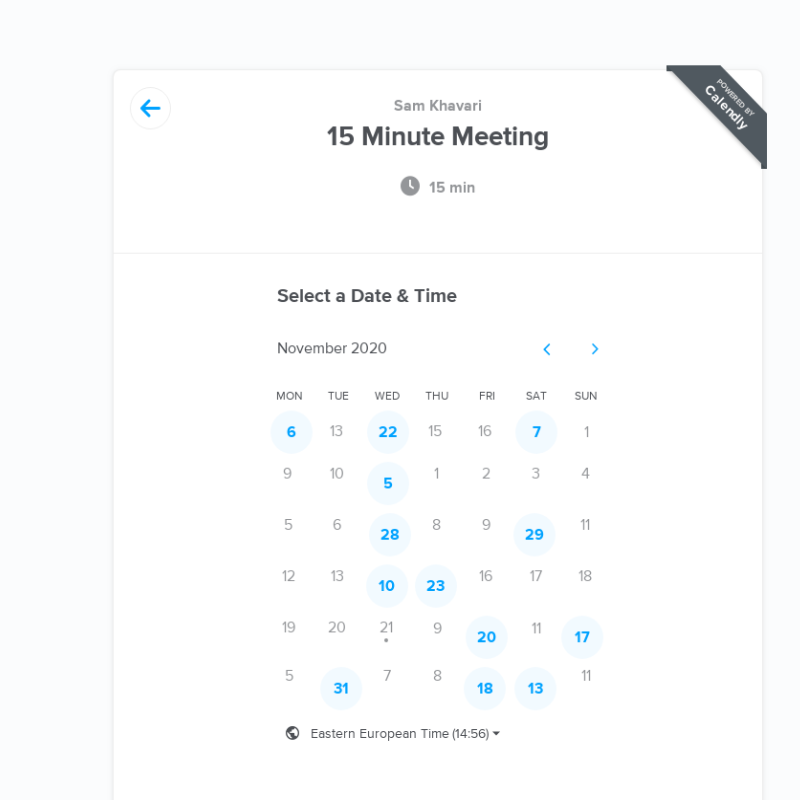 POWERED BY
Calendly
Sam Khavari
15 Minute Meeting
15 min
Select a Date & Time
November 2020
MON TUE WED THU FRI SAT SUN
6 13 22 15 16 7 1
9 10 5 1 2 3 4
5 6 28 8 9 29 11
12 13 10 23 16 17 18
19 20 21 9 20 11 17
5 31 7 8 18 13 11
Eastern European Time (14:56)